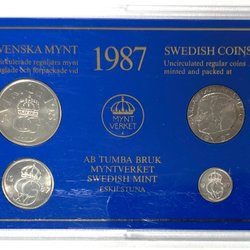 SVENSKA MYNT 1987 SWEDISH COINS
Uncirculated regular coins
minted and packed at
MYNT
VERKET
AB TUMBA BRUK
MYNTVERKET
SWEDISH MINT
ESKILSTUNA